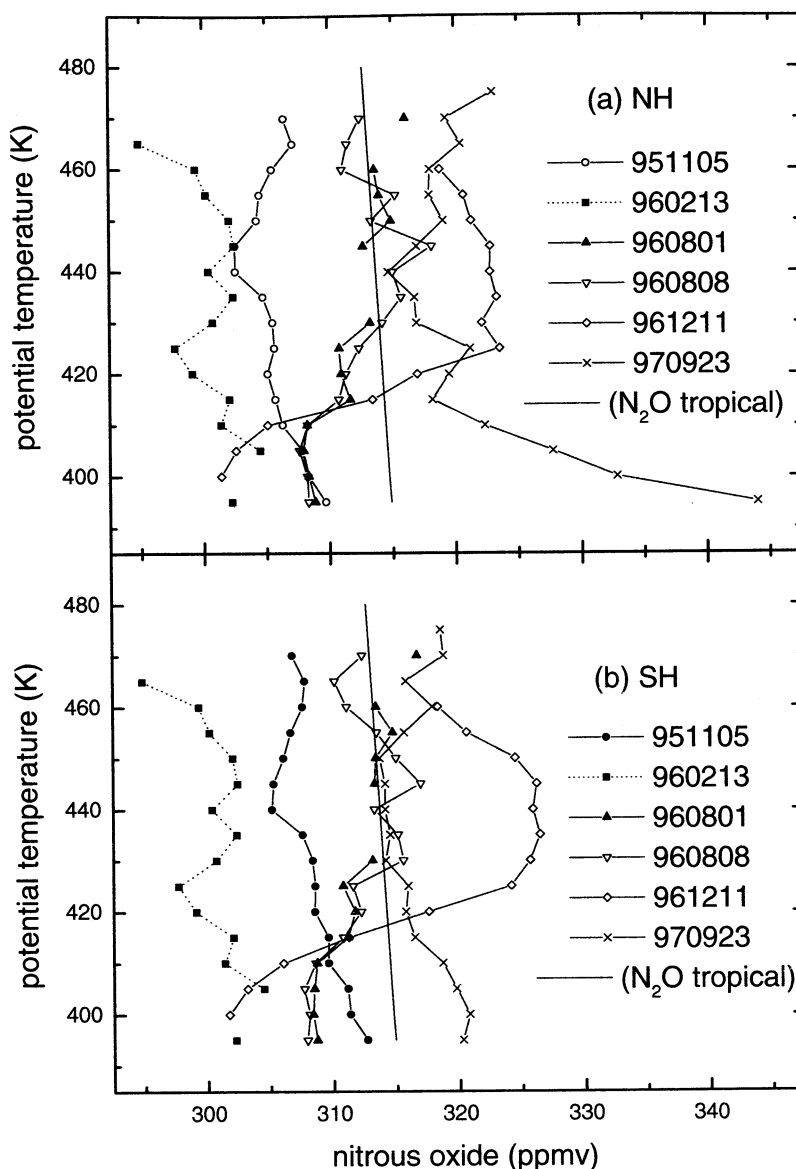 480
460
440
420
400
potential temperature (K)
(a) NH
951105
960213
960801
960808
961211
970923
(N₂O tropical)
480
460
440
420
400
potential temperature (K)
(b) SH
951105
960213
960801
960808
961211
970923
(N₂O tropical)
300 310 320 330 340
nitrous oxide (ppmv)